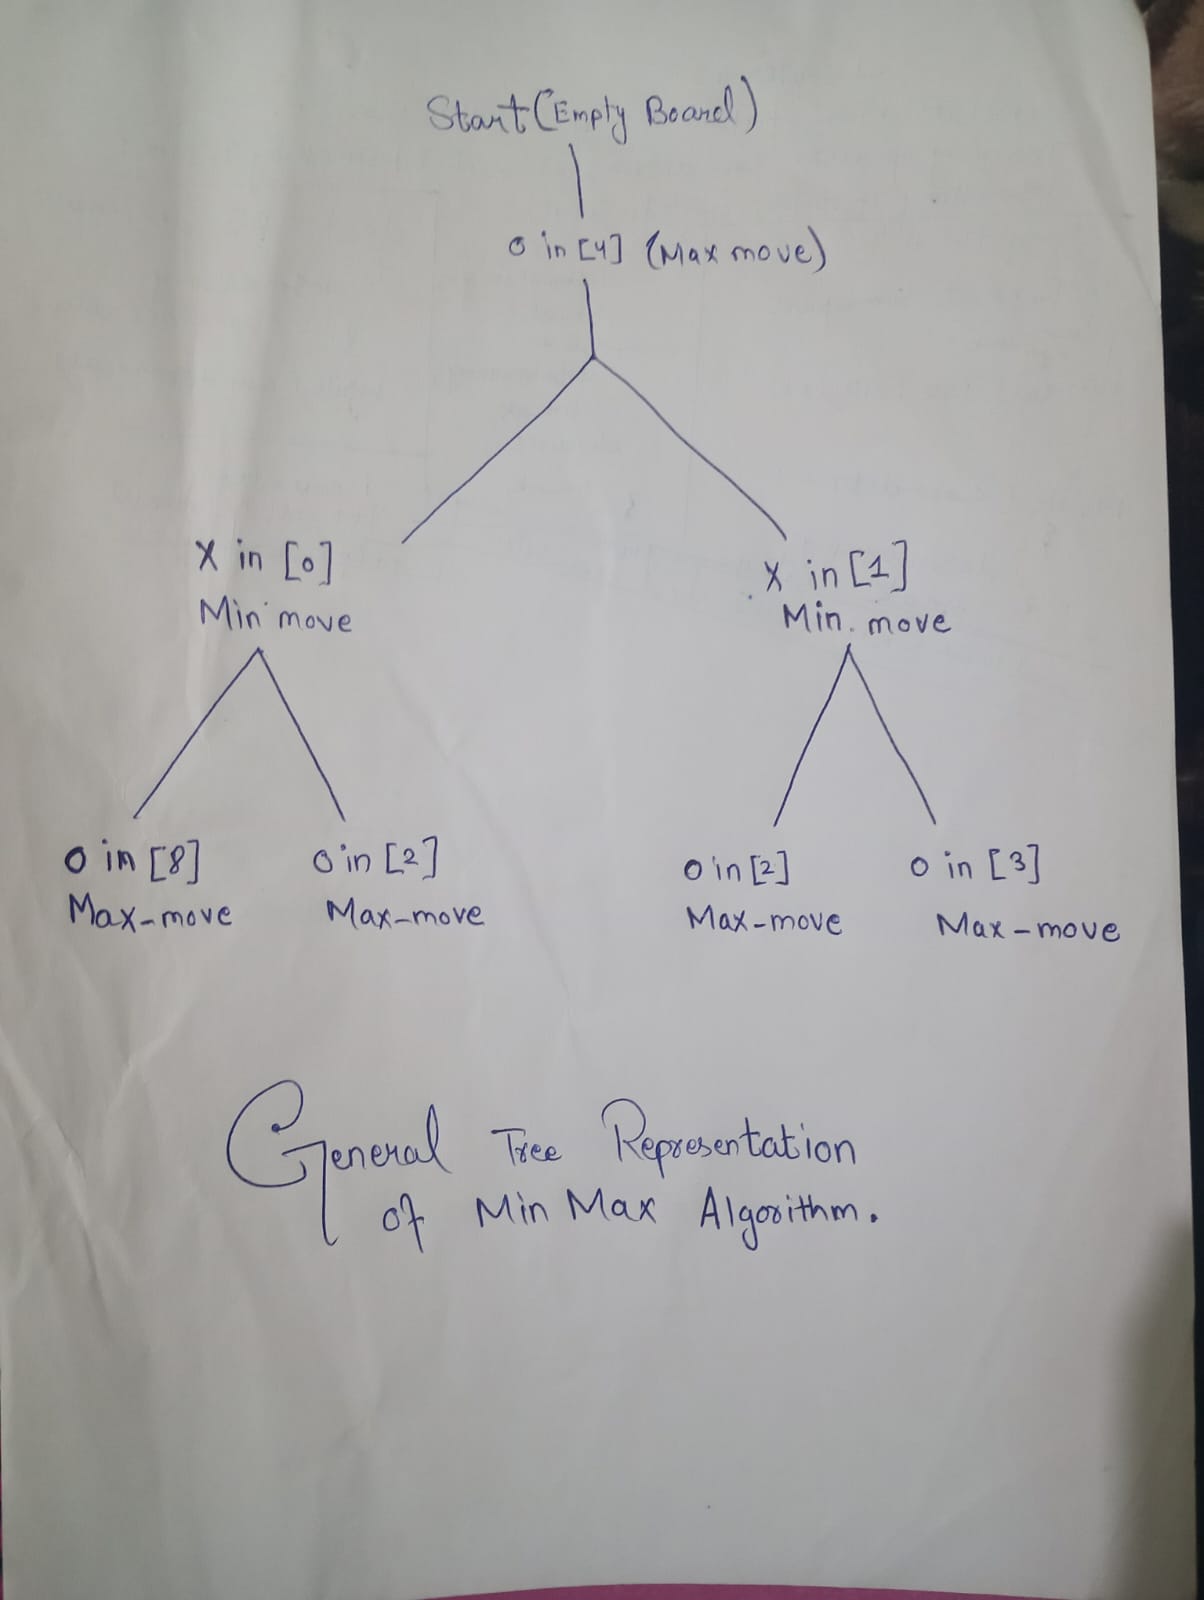 Start (Empty Board)
O in [4] (Max move)
X in [0]
Min move
X in [1]
Min. move
O in [8]
Max-move
O in [2]
Max-move
O in [2]
Max-move
O in [3]
Max-move
General Tree Representation
of Min Max Algorithm.